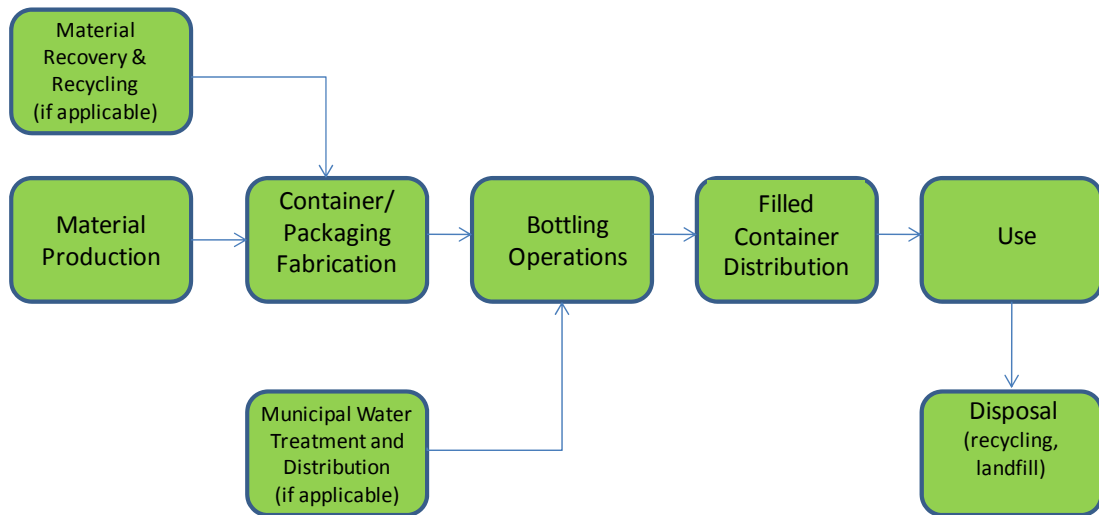 Material
Recovery &
Recycling
(if applicable)
Material
Production
Container/
Packaging
Fabrication
Bottling
Operations
Filled
Container
Distribution
Use
Municipal Water
Treatment and
Distribution
(if applicable)
Disposal
(recycling,
landfill)